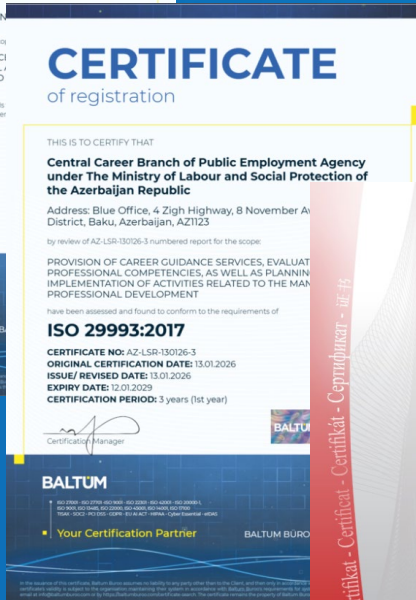 CERTIFICATE
of registration
THIS IS TO CERTIFY THAT
Central Career Branch of Public Employment Agency
under The Ministry of Labour and Social Protection of
the Azerbaijan Republic
Address: Blue Office, 4 Zigh Highway, 8 November
District, Baku, Azerbaijan, AZ1123
by review of AZ-LSR-130126-3 numbered report for the scope:
PROVISION OF CAREER GUIDANCE SERVICES,
PROFESSIONAL COMPETENCIES, AS WELL AS
IMPLEMENTATION OF ACTIVITIES RELATED TO THE
PROFESSIONAL DEVELOPMENT
have been assessed and found to conform to the requirements of
ISO 29993:2017
CERTIFICATE NO: AZ-LSR-130126-3
ORIGINAL CERTIFICATION DATE: 13.01.2026
ISSUE/ REVISED DATE: 13.01.2026
EXPIRY DATE: 12.01.2029
CERTIFICATION PERIOD: 3 years (1st year)
Certification Manager
BALTUM
Your Certification Partner
BALTUM BÜRO
Certificat - Certifikát - Сертификат